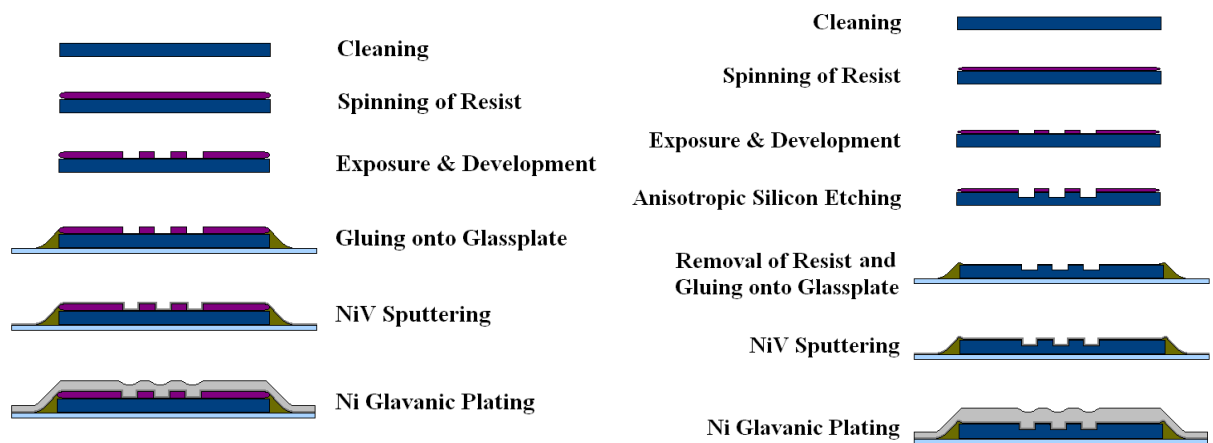 Cleaning
Spinning of Resist
Exposure & Development
Gluing onto Glassplate
NiV Sputtering
Ni Glavanic Plating
Cleaning
Spinning of Resist
Exposure & Development
Anisotropic Silicon Etching
Removal of Resist and
Gluing onto Glassplate
NiV Sputtering
Ni Glavanic Plating